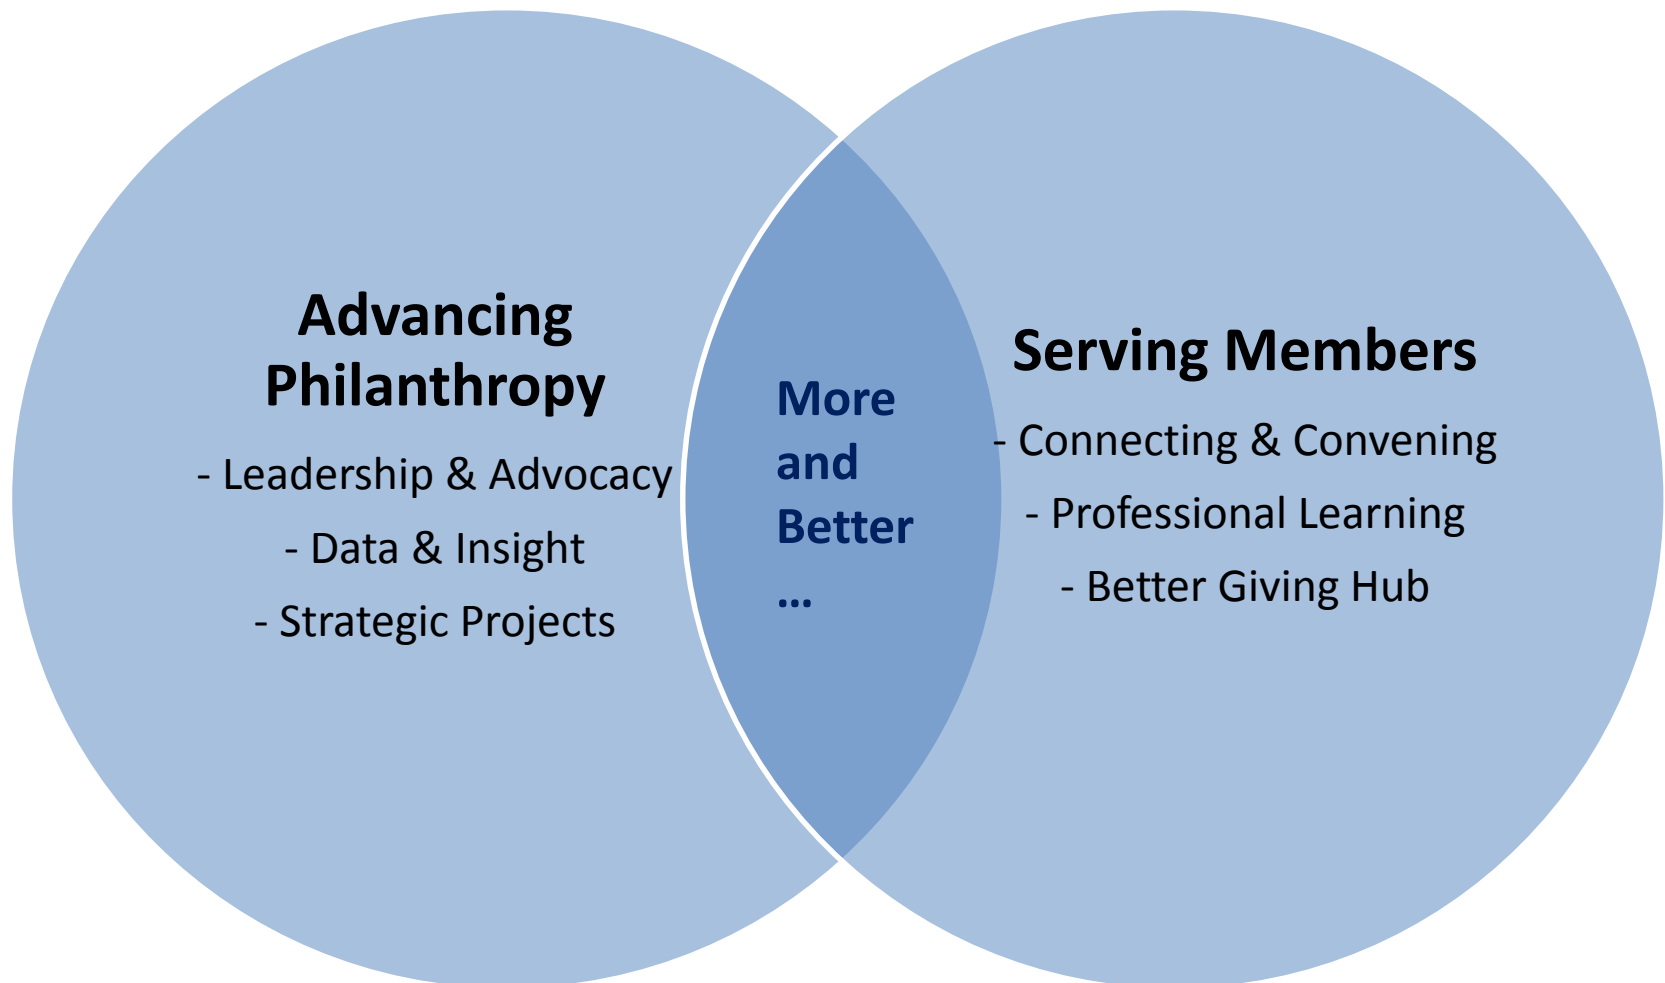 Advancing
Philanthropy
- Leadership & Advocacy
- Data & Insight
- Strategic Projects
More
and
Better
...
Serving Members
- Connecting & Convening
- Professional Learning
- Better Giving Hub